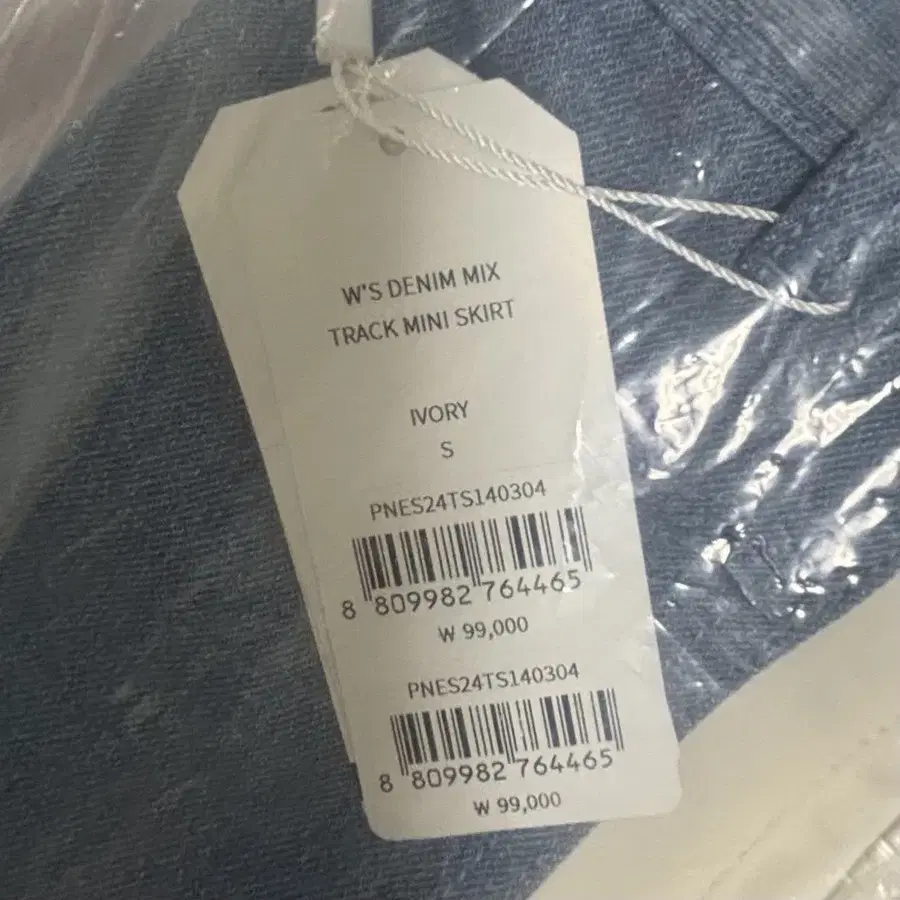 W'S DENIM MIX
TRACK MINI SKIRT
IVORY
S
PNES24TS140304
8 809982 764465
₩ 99,000
PNES24TS140304
8 809982 764465
₩ 99,000